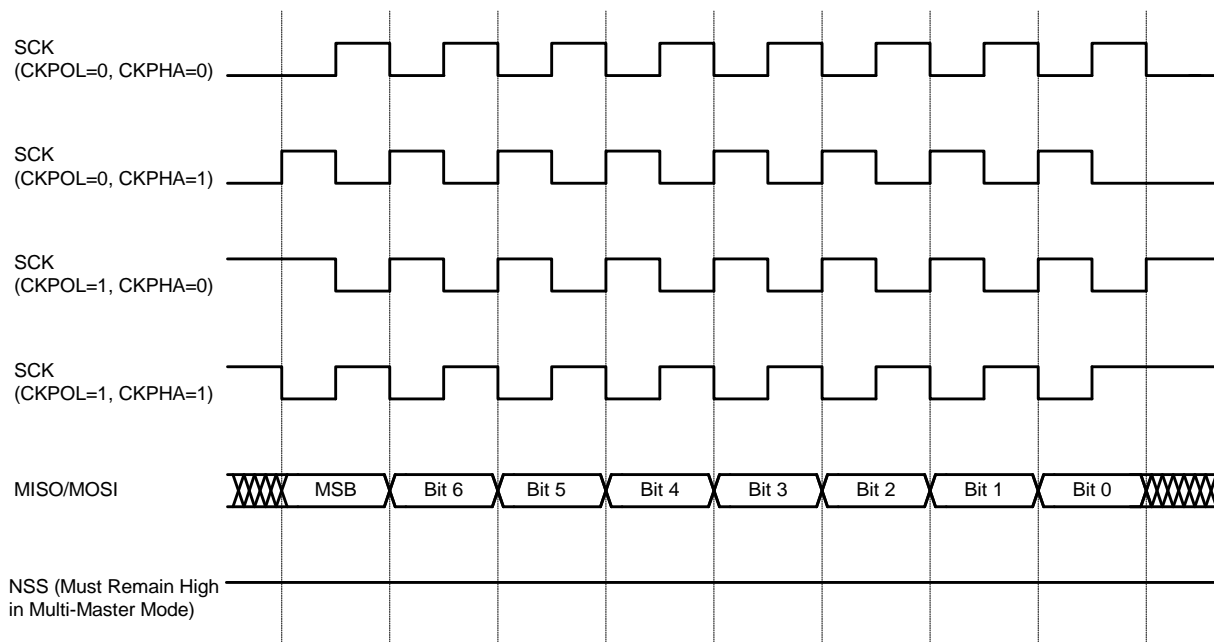 SCK
(CKPOL=0, CKPHA=0)
SCK
(CKPOL=0, CKPHA=1)
SCK
(CKPOL=1, CKPHA=0)
SCK
(CKPOL=1, CKPHA=1)
MISO/MOSI
MSB
Bit 6
Bit 5
Bit 4
Bit 3
Bit 2
Bit 1
Bit 0
NSS (Must Remain High
in Multi-Master Mode)